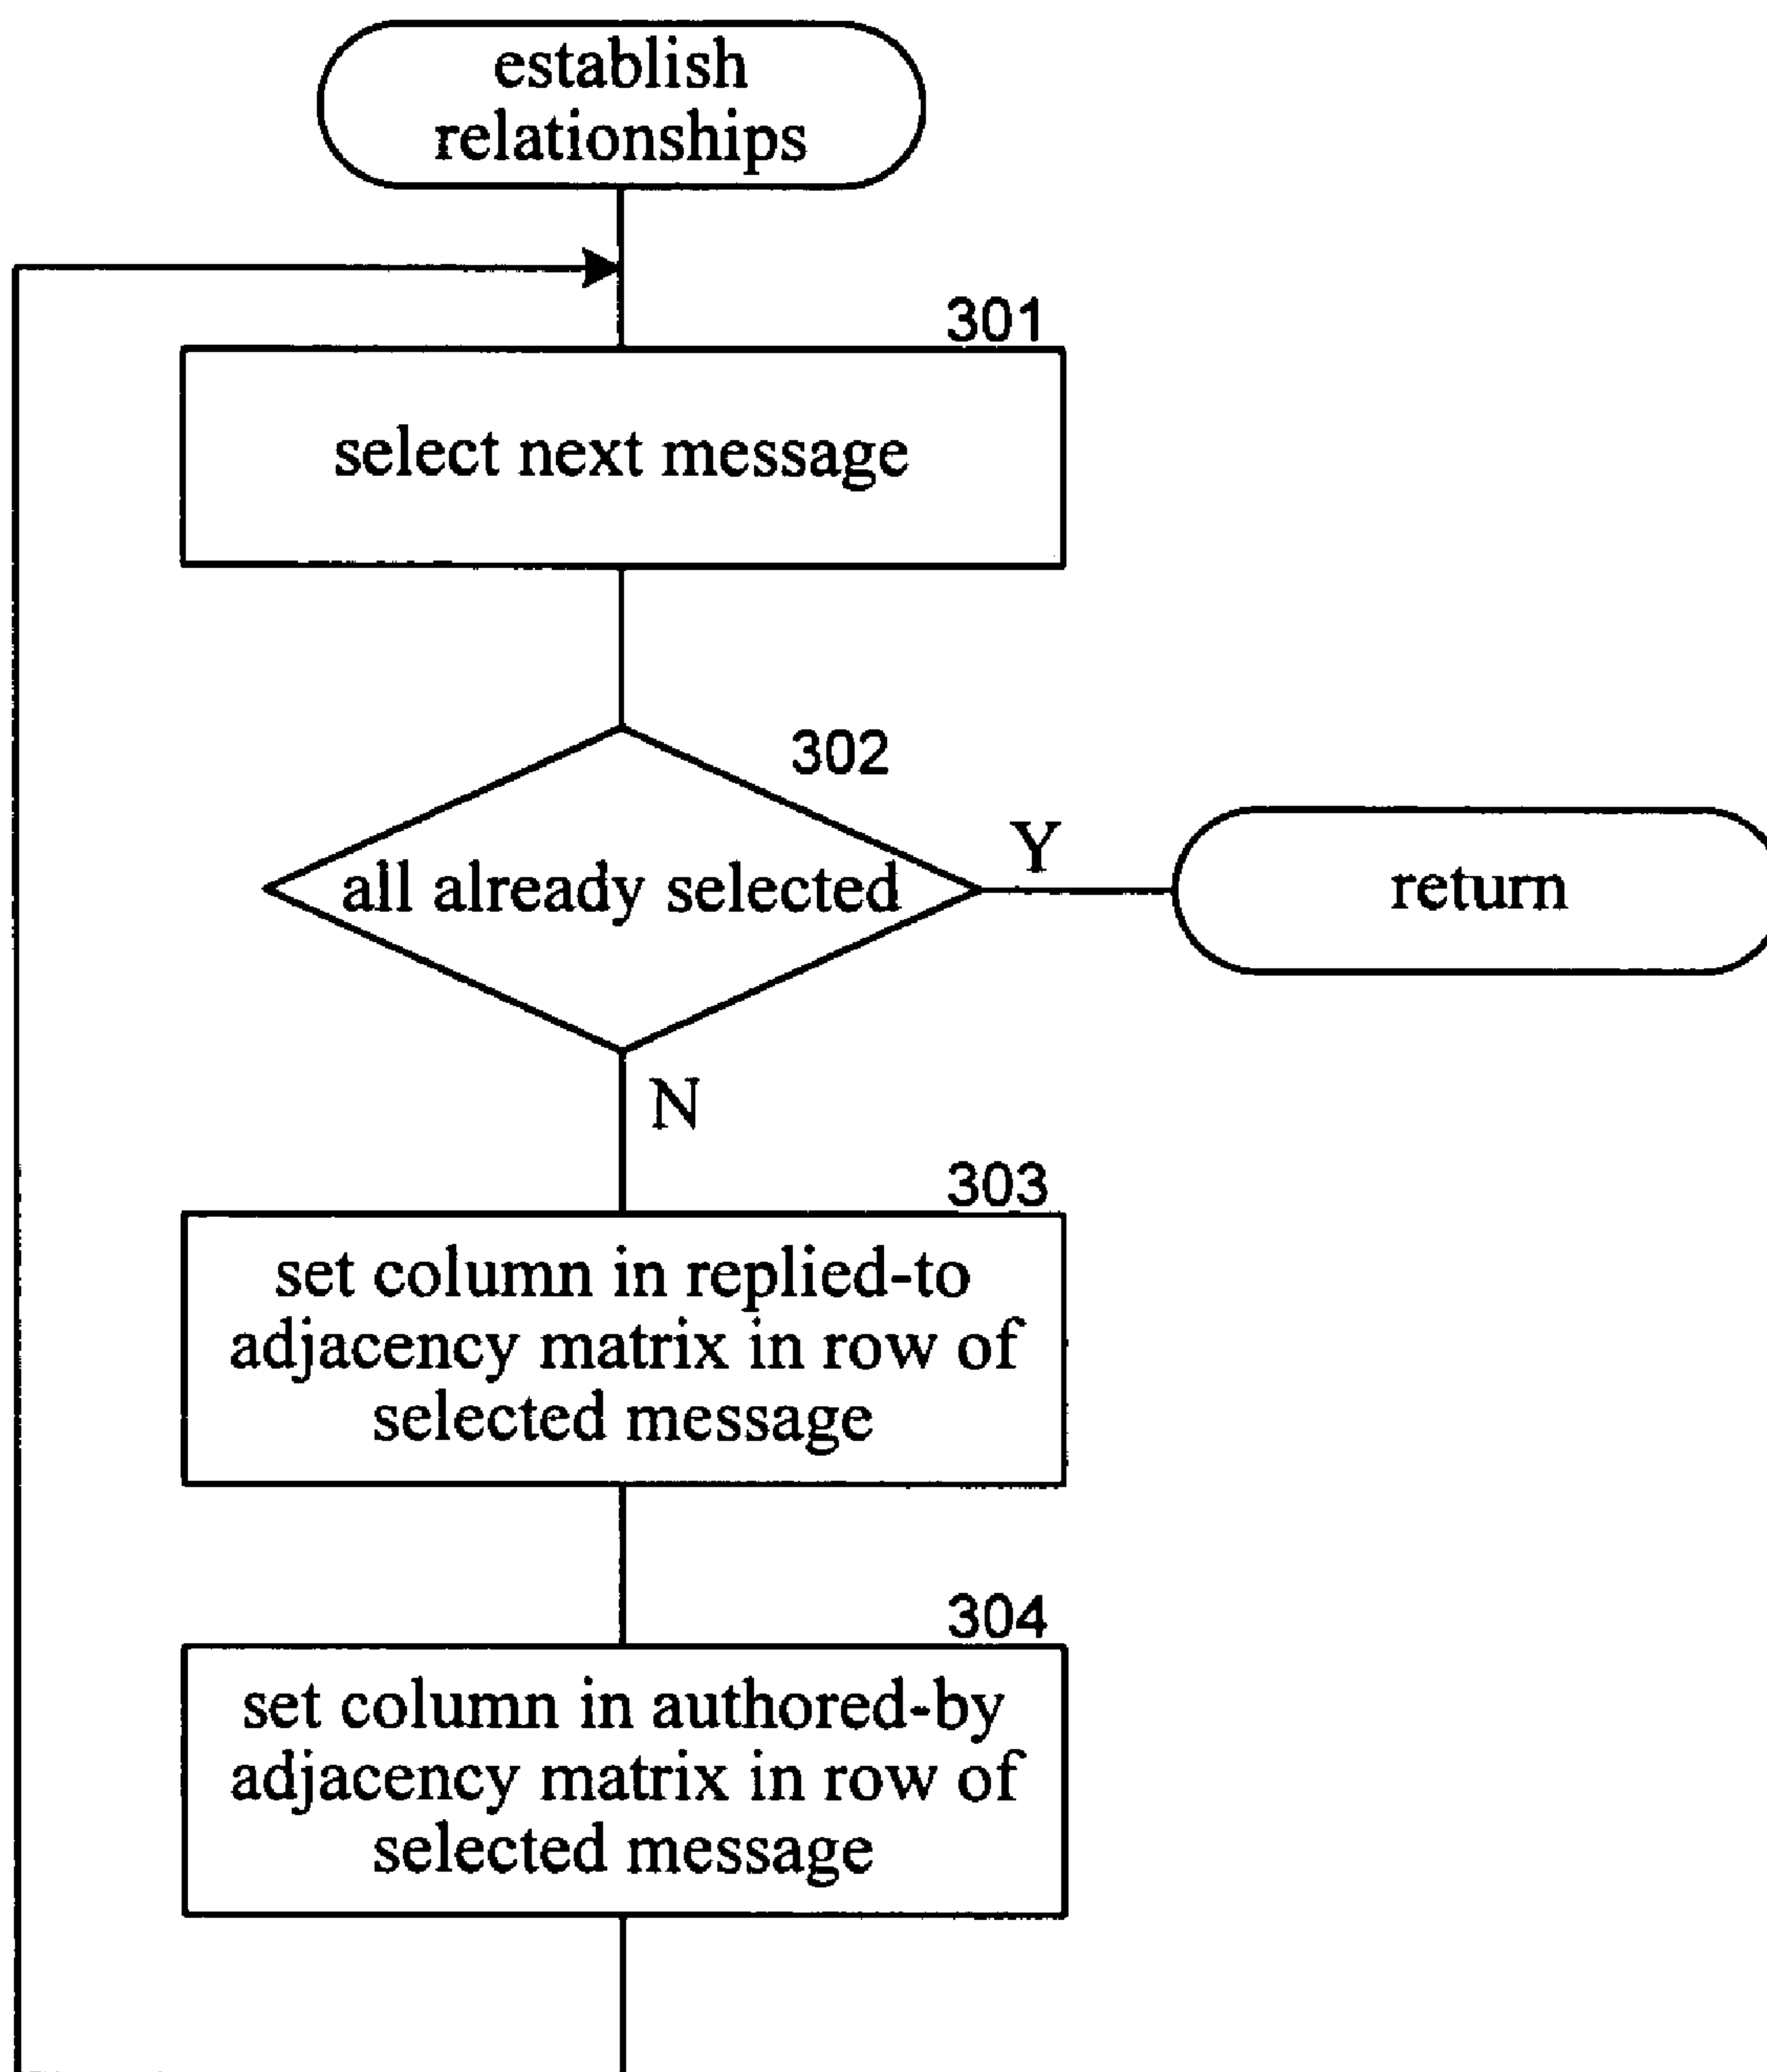 establish
relationships
301
select next message
302
all already selected
Y
return
N
303
set column in replied-to
adjacency matrix in row of
selected message
304
set column in authored-by
adjacency matrix in row of
selected message